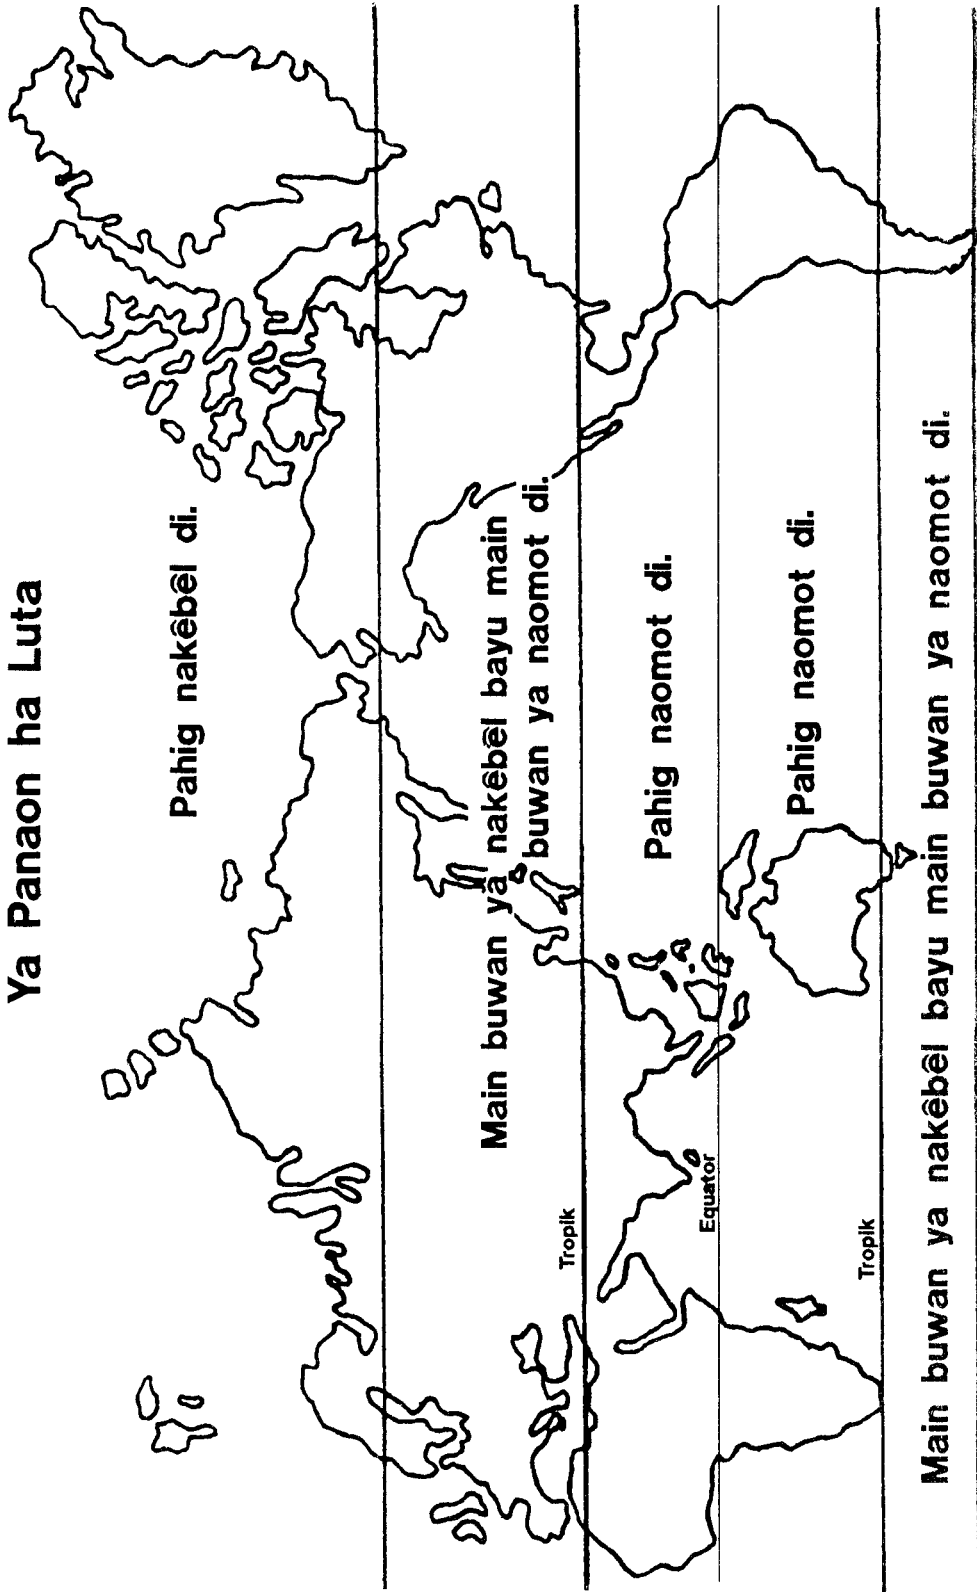 Ya Panaon ha Luta
Pahig nakêbêl di.
Main buwan ya nakêbêl bayu main
buwan ya naomot di.
Tropik
Pahig naomot di.
Equator
Pahig naomot di.
Tropik
Main buwan ya nakêbêl bayu main buwan ya naomot di.